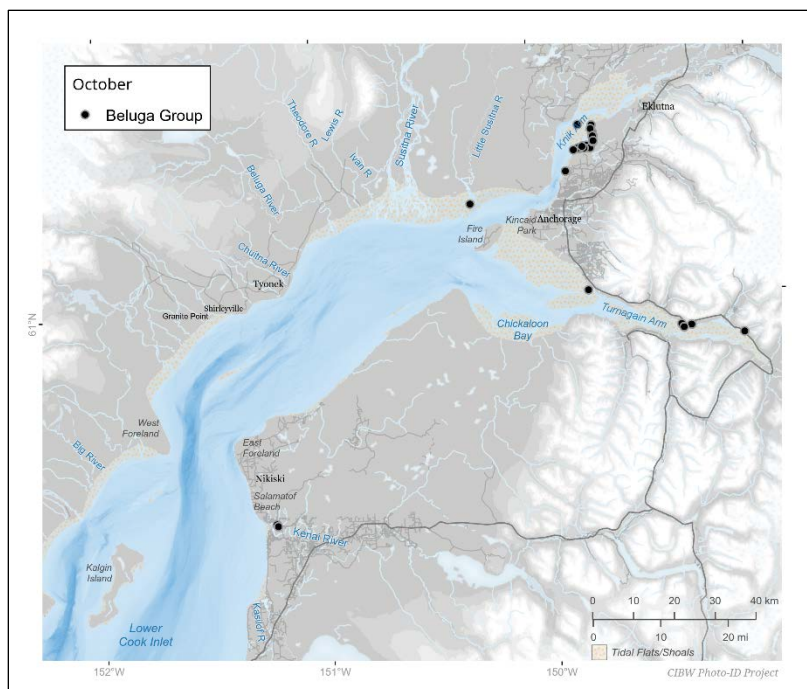 October
Beluga Group
Eklutna
Knik Arm
Little Susitna R
Susitna River
Lewis R
Theodore R
Ivan R
Beluga River
Kincaid
Park
Anchorage
Fire
Island
Chuitna River
Tyonek
Shirleyville
Granite Point
61°N
Turnagain Arm
Chickaloon
Bay
West
Foreland
East
Foreland
Big River
Nikiski
Salamatof
Beach
Kenai River
Kalgin
Island
Kasilof R
Lower
Cook Inlet
0 10 20 30 40 km
0 10 20 mi
Tidal Flats/Shoals
152°W 151°W 150°W
CIBW Photo-ID Project